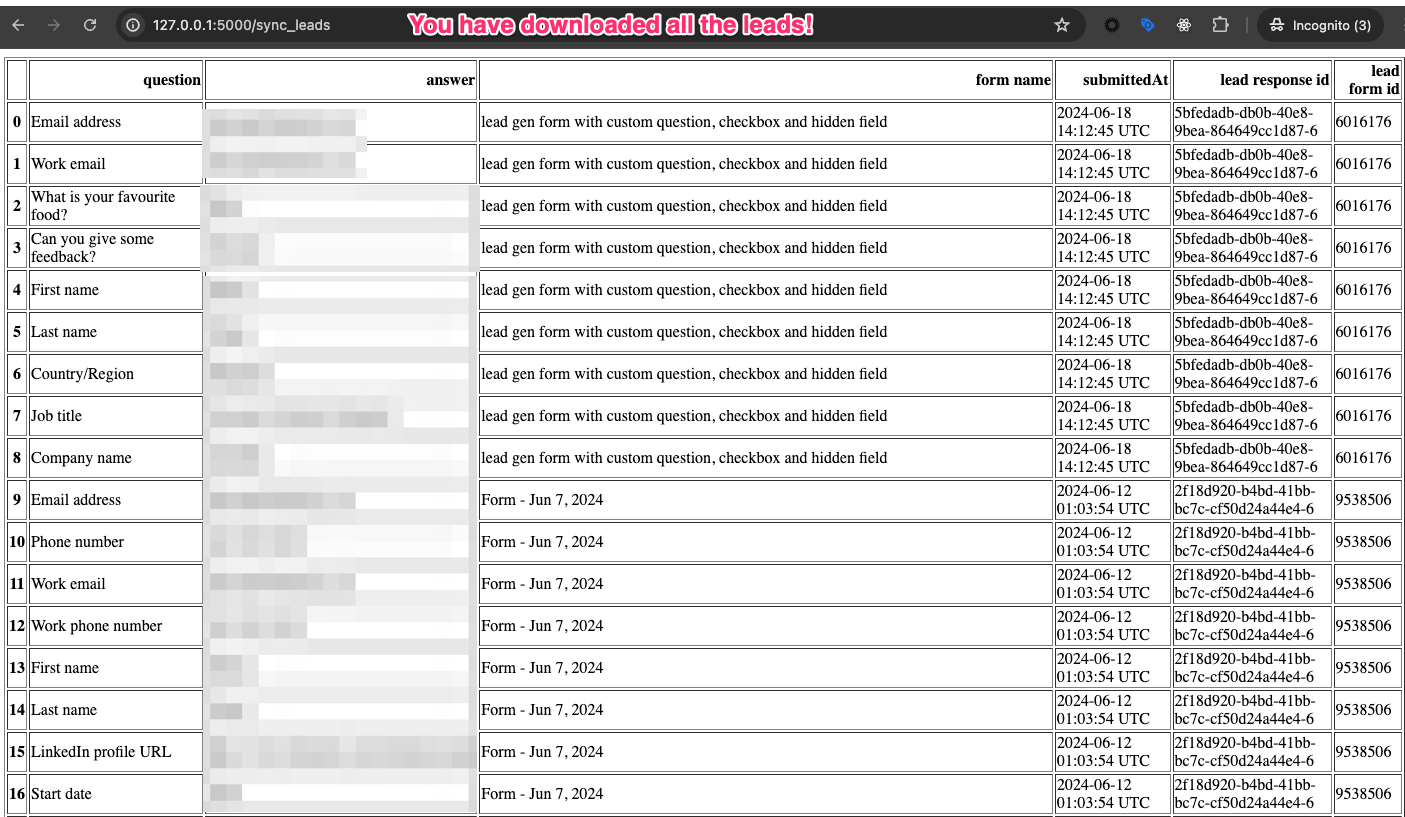 127.0.0.1:5000/sync_leads You have downloaded all the leads! Incognito (3)
question answer form name submittedAt lead response id lead form id
0 Email address lead gen form with custom question, checkbox and hidden field 2024-06-18 14:12:45 UTC 5bfedadb-db0b-40e8-9bea-864649cc1d87-6 6016176
1 Work email lead gen form with custom question, checkbox and hidden field 2024-06-18 14:12:45 UTC 5bfedadb-db0b-40e8-9bea-864649cc1d87-6 6016176
2 What is your favourite food? lead gen form with custom question, checkbox and hidden field 2024-06-18 14:12:45 UTC 5bfedadb-db0b-40e8-9bea-864649cc1d87-6 6016176
3 Can you give some feedback? lead gen form with custom question, checkbox and hidden field 2024-06-18 14:12:45 UTC 5bfedadb-db0b-40e8-9bea-864649cc1d87-6 6016176
4 First name lead gen form with custom question, checkbox and hidden field 2024-06-18 14:12:45 UTC 5bfedadb-db0b-40e8-9bea-864649cc1d87-6 6016176
5 Last name lead gen form with custom question, checkbox and hidden field 2024-06-18 14:12:45 UTC 5bfedadb-db0b-40e8-9bea-864649cc1d87-6 6016176
6 Country/Region lead gen form with custom question, checkbox and hidden field 2024-06-18 14:12:45 UTC 5bfedadb-db0b-40e8-9bea-864649cc1d87-6 6016176
7 Job title lead gen form with custom question, checkbox and hidden field 2024-06-18 14:12:45 UTC 5bfedadb-db0b-40e8-9bea-864649cc1d87-6 6016176
8 Company name lead gen form with custom question, checkbox and hidden field 2024-06-18 14:12:45 UTC 5bfedadb-db0b-40e8-9bea-864649cc1d87-6 6016176
9 Email address Form - Jun 7, 2024 2024-06-12 01:03:54 UTC 2f18d920-b4bd-41bb-bc7c-cf50d24a44e4-6 9538506
10 Phone number Form - Jun 7, 2024 2024-06-12 01:03:54 UTC 2f18d920-b4bd-41bb-bc7c-cf50d24a44e4-6 9538506
11 Work email Form - Jun 7, 2024 2024-06-12 01:03:54 UTC 2f18d920-b4bd-41bb-bc7c-cf50d24a44e4-6 9538506
12 Work phone number Form - Jun 7, 2024 2024-06-12 01:03:54 UTC 2f18d920-b4bd-41bb-bc7c-cf50d24a44e4-6 9538506
13 First name Form - Jun 7, 2024 2024-06-12 01:03:54 UTC 2f18d920-b4bd-41bb-bc7c-cf50d24a44e4-6 9538506
14 Last name Form - Jun 7, 2024 2024-06-12 01:03:54 UTC 2f18d920-b4bd-41bb-bc7c-cf50d24a44e4-6 9538506
15 LinkedIn profile URL Form - Jun 7, 2024 2024-06-12 01:03:54 UTC 2f18d920-b4bd-41bb-bc7c-cf50d24a44e4-6 9538506
16 Start date Form - Jun 7, 2024 2024-06-12 01:03:54 UTC 2f18d920-b4bd-41bb-bc7c-cf50d24a44e4-6 9538506